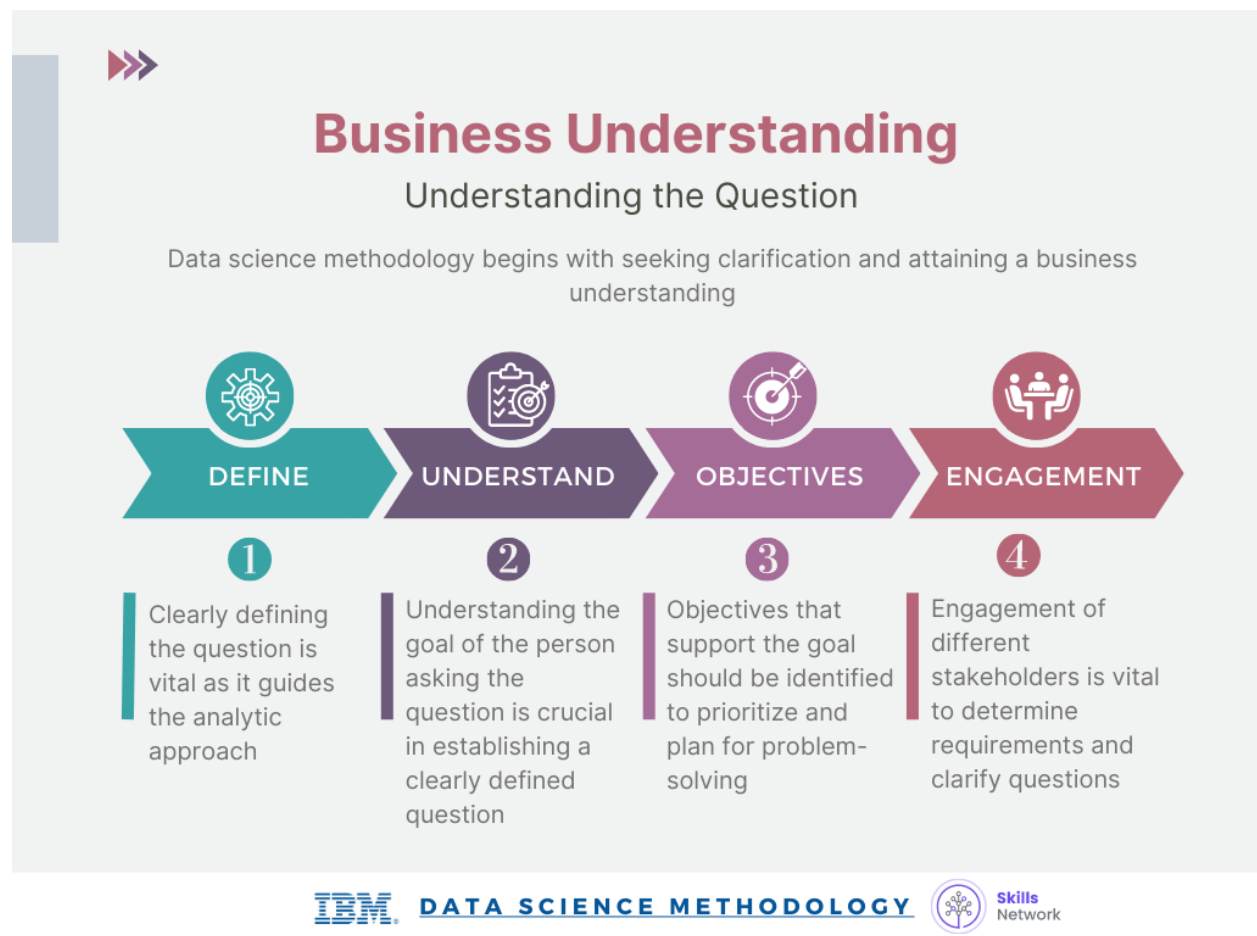 Business Understanding
Understanding the Question
Data science methodology begins with seeking clarification and attaining a business
understanding
DEFINE
UNDERSTAND
OBJECTIVES
ENGAGEMENT
1
Clearly defining
the question is
vital as it guides
the analytic
approach
2
Understanding the
goal of the person
asking the
question is crucial
in establishing a
clearly defined
question
3
Objectives that
support the goal
should be identified
to prioritize and
plan for problem-
solving
4
Engagement of
different
stakeholders is vital
to determine
requirements and
clarify questions
IBM. DATA SCIENCE METHODOLOGY
Skills
Network